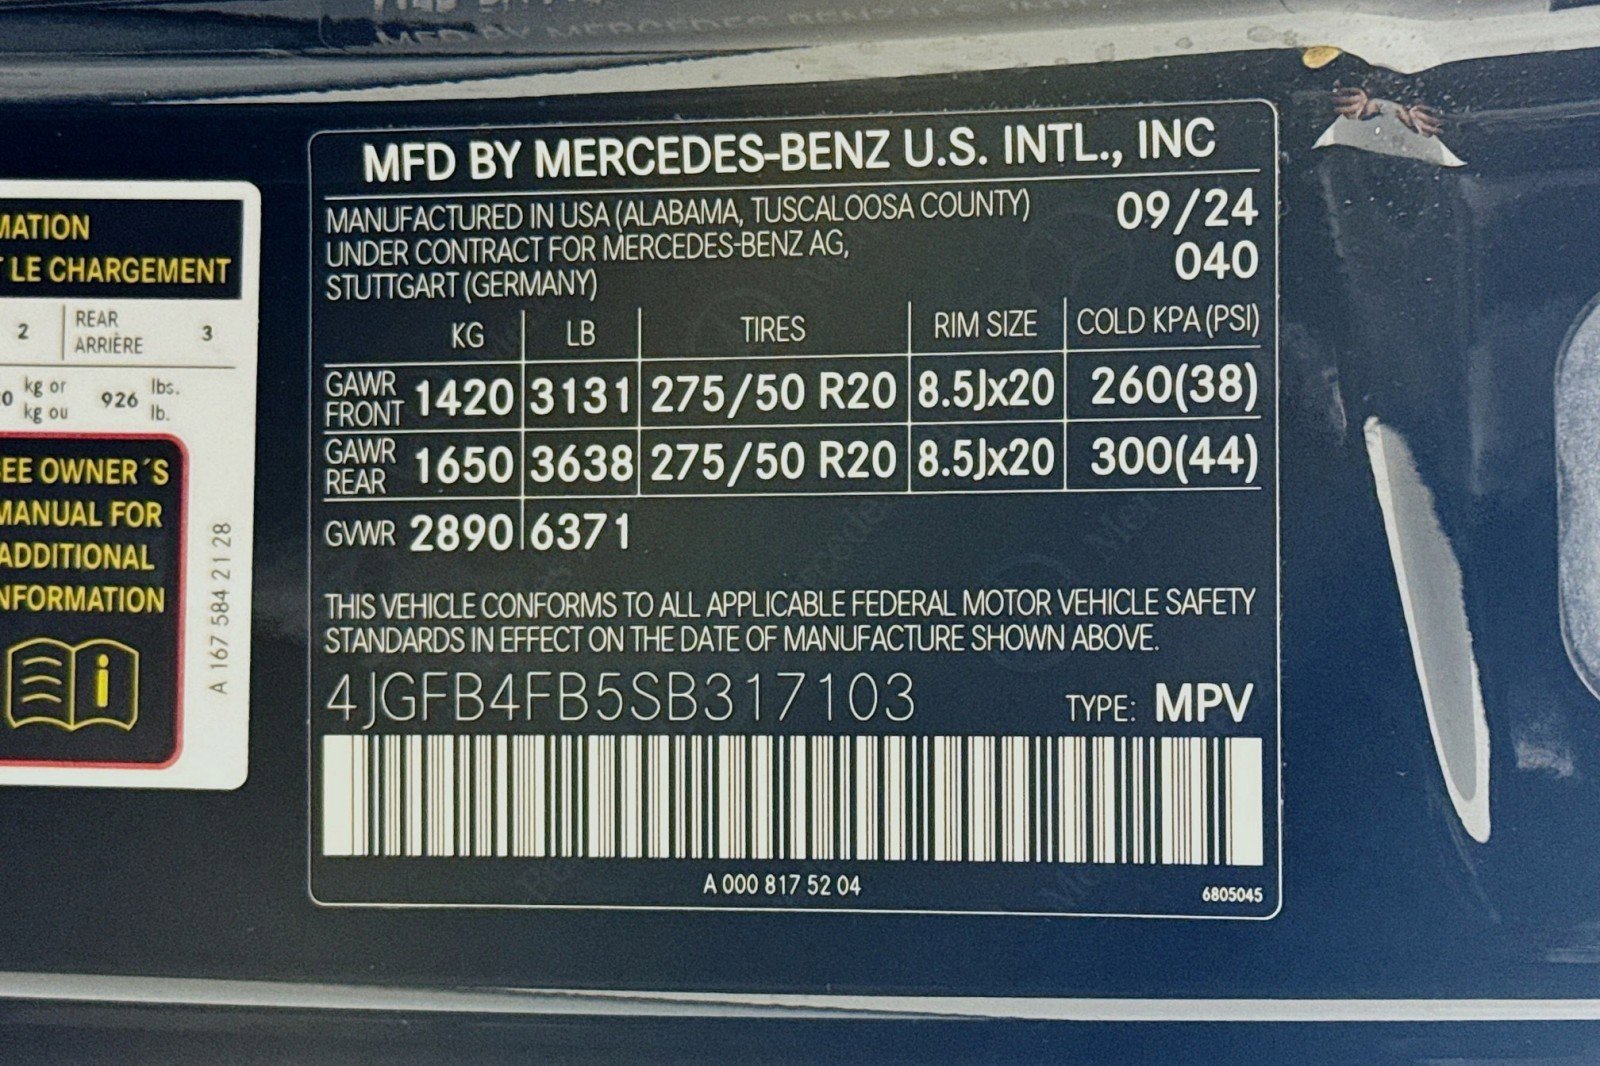 MATION
LE CHARGEMENT
2
REAR
ARRIÈRE
3
kg or
kg ou
926
lbs.
lb.
SEE OWNER´S
MANUAL FOR
ADDITIONAL
INFORMATION
A 167 584 21 28
MFD BY MERCEDES-BENZ U.S. INTL., INC
MANUFACTURED IN USA (ALABAMA, TUSCALOOSA COUNTY)
UNDER CONTRACT FOR MERCEDES-BENZ AG,
STUTTGART (GERMANY)
09/24
040
KG LB TIRES RIM SIZE COLD KPA (PSI)
GAWR FRONT 1420 3131 275/50 R20 8.5Jx20 260(38)
GAWR REAR 1650 3638 275/50 R20 8.5Jx20 300(44)
GVWR 2890 6371
THIS VEHICLE CONFORMS TO ALL APPLICABLE FEDERAL MOTOR VEHICLE SAFETY
STANDARDS IN EFFECT ON THE DATE OF MANUFACTURE SHOWN ABOVE.
4JGFB4FB5SB317103
TYPE: MPV
A 000 817 52 04
6805045